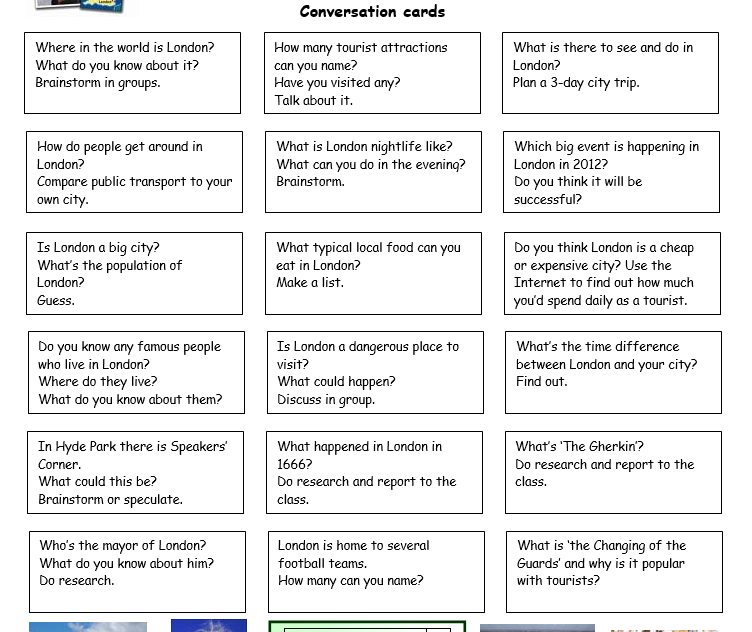 Conversation cards
Where in the world is London?
What do you know about it?
Brainstorm in groups.
How many tourist attractions
can you name?
Have you visited any?
Talk about it.
What is there to see and do in
London?
Plan a 3-day city trip.
How do people get around in
London?
Compare public transport to your
own city.
What is London nightlife like?
What can you do in the evening?
Brainstorm.
Which big event is happening in
London in 2012?
Do you think it will be
successful?
Is London a big city?
What's the population of
London?
Guess.
What typical local food can you
eat in London?
Make a list.
Do you think London is a cheap
or expensive city? Use the
Internet to find out how much
you'd spend daily as a tourist.
Do you know any famous people
who live in London?
Where do they live?
What do you know about them?
Is London a dangerous place to
visit?
What could happen?
Discuss in group.
What's the time difference
between London and your city?
Find out.
In Hyde Park there is Speakers'
Corner.
What could this be?
Brainstorm or speculate.
What happened in London in
1666?
Do research and report to the
class.
What's 'The Gherkin'?
Do research and report to the
class.
Who's the mayor of London?
What do you know about him?
Do research.
London is home to several
football teams.
How many can you name?
What is 'the Changing of the
Guards' and why is it popular
with tourists?